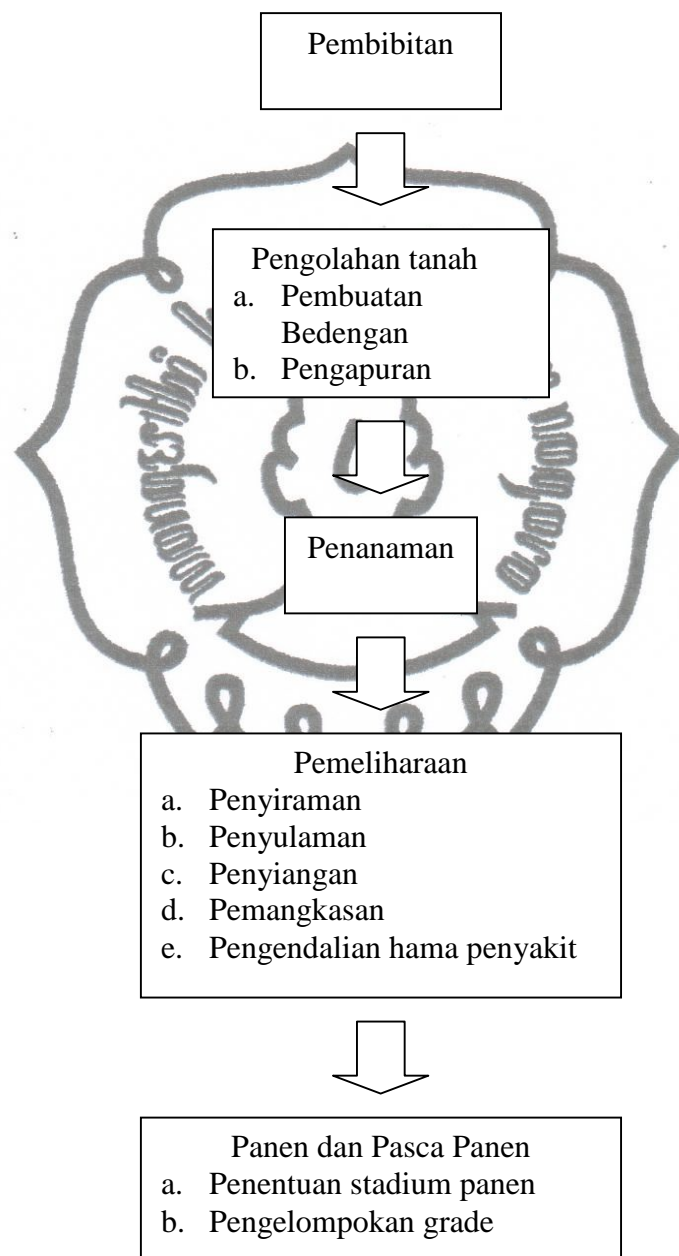 Pembibitan
Pengolahan tanah
a. Pembuatan
Bedengan
b. Pengapuran
Penanaman
Pemeliharaan
a. Penyiraman
b. Penyulaman
c. Penyiangan
d. Pemangkasan
e. Pengendalian hama penyakit
Panen dan Pasca Panen
a. Penentuan stadium panen
b. Pengelompokan grade